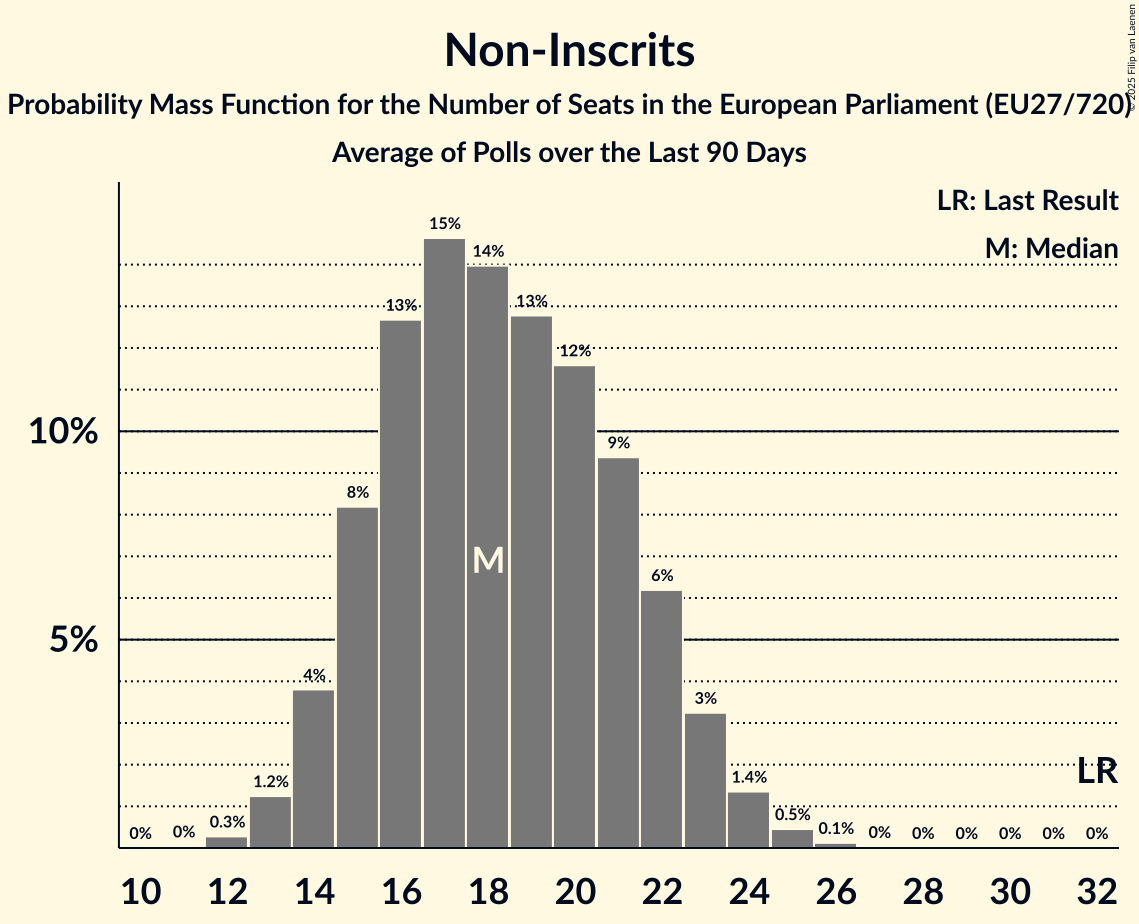 Non-Inscrits
Probability Mass Function for the Number of Seats in the European Parliament (EU27/720)
Average of Polls over the Last 90 Days
© 2025 Filip van Laenen
LR: Last Result
M: Median
15%
14%
13%
13%
12%
10%
9%
8%
M
6%
5%
4%
3%
LR
1.2%
1.4%
0.3%
0.5%
0.1%
0%
0%
0%
0%
0%
0%
0%
0%
10 12 14 16 18 20 22 24 26 28 30 32